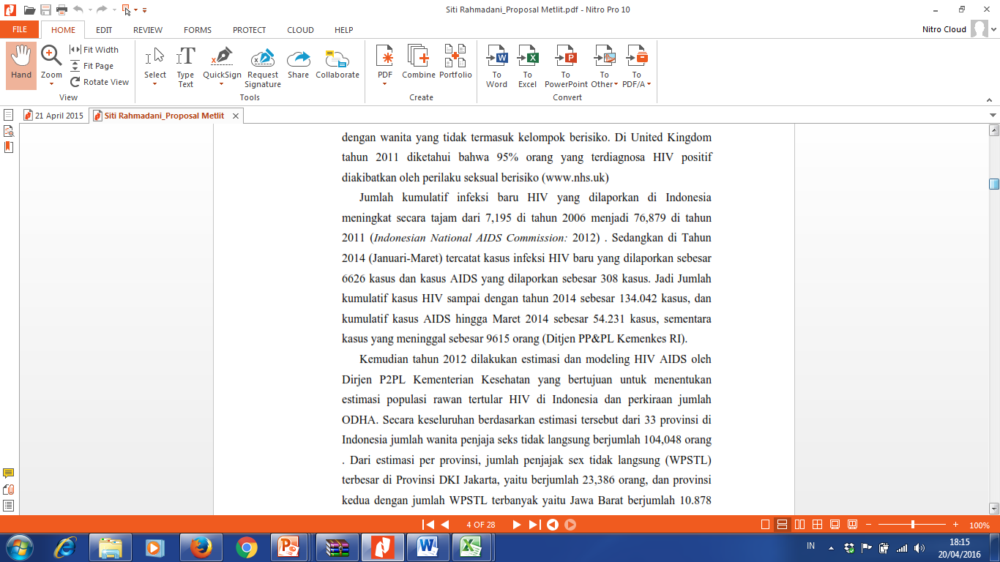 Siti Rahmadani_Proposal Metlit.pdf - Nitro Pro 10
FILE HOME EDIT REVIEW FORMS PROTECT CLOUD HELP
Nitro Cloud
Hand
Zoom
Fit Width
Fit Page
Rotate View
View
Select
Type Text
QuickSign
Request Signature
Share
Collaborate
Tools
PDF
Combine
Portfolio
Create
To Word
To Excel
To PowerPoint
To Other
To PDF/A
Convert
21 April 2015
Siti Rahmadani_Proposal Metlit
dengan wanita yang tidak termasuk kelompok berisiko. Di United Kingdom
tahun 2011 diketahui bahwa 95% orang yang terdiagnosa HIV positif
diakibatkan oleh perilaku seksual berisiko (www.nhs.uk)
Jumlah kumulatif infeksi baru HIV yang dilaporkan di Indonesia
meningkat secara tajam dari 7,195 di tahun 2006 menjadi 76,879 di tahun
2011 (Indonesian National AIDS Commission: 2012) . Sedangkan di Tahun
2014 (Januari-Maret) tercatat kasus infeksi HIV baru yang dilaporkan sebesar
6626 kasus dan kasus AIDS yang dilaporkan sebesar 308 kasus. Jadi Jumlah
kumulatif kasus HIV sampai dengan tahun 2014 sebesar 134.042 kasus, dan
kumulatif kasus AIDS hingga Maret 2014 sebesar 54.231 kasus, sementara
kasus yang meninggal sebesar 9615 orang (Ditjen PP&PL Kemenkes RI).
Kemudian tahun 2012 dilakukan estimasi dan modeling HIV AIDS oleh
Dirjen P2PL Kementerian Kesehatan yang bertujuan untuk menentukan
estimasi populasi rawan tertular HIV di Indonesia dan perkiraan jumlah
ODHA. Secara keseluruhan berdasarkan estimasi tersebut dari 33 provinsi di
Indonesia jumlah wanita penjaja seks tidak langsung berjumlah 104,048 orang
. Dari estimasi per provinsi, jumlah penjajak sex tidak langsung (WPSTL)
terbesar di Provinsi DKI Jakarta, yaitu berjumlah 23,386 orang, dan provinsi
kedua dengan jumlah WPSTL terbanyak yaitu Jawa Barat berjumlah 10.878
4 OF 28
100%
IN
18:15
20/04/2016